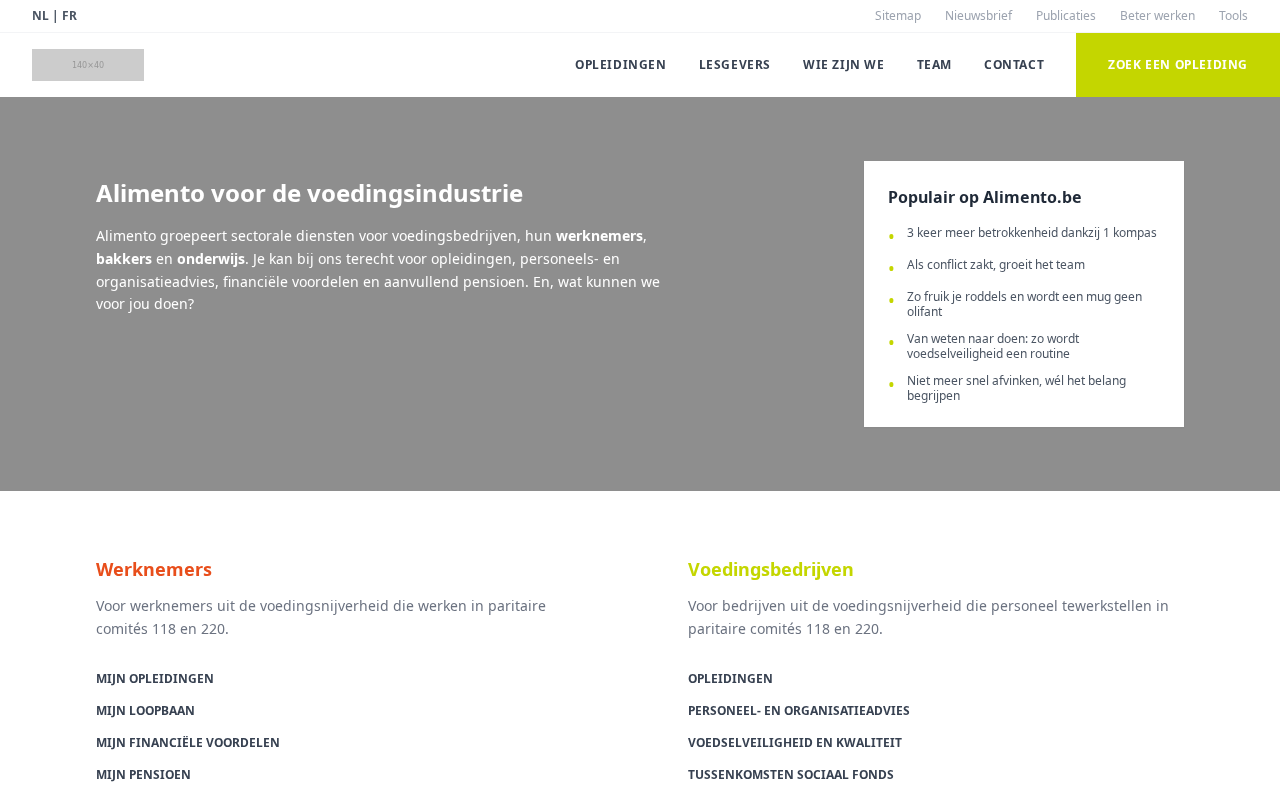 NL | FR
Sitemap Nieuwsbrief Publicaties Beter werken Tools
140×40
OPLEIDINGEN LESGEVERS WIE ZIJN WE TEAM CONTACT ZOEK EEN OPLEIDING
Alimento voor de voedingsindustrie
Alimento groepeert sectorale diensten voor voedingsbedrijven, hun werknemers,
bakkers en onderwijs. Je kan bij ons terecht voor opleidingen, personeels- en
organisatieadvies, financiële voordelen en aanvullend pensioen. En, wat kunnen we
voor jou doen?
Populair op Alimento.be
3 keer meer betrokkenheid dankzij 1 kompas
Als conflict zakt, groeit het team
Zo fruik je roddels en wordt een mug geen
olifant
Van weten naar doen: zo wordt
voedselveiligheid een routine
Niet meer snel afvinken, wél het belang
begrijpen
Werknemers
Voor werknemers uit de voedingsnijverheid die werken in paritaire
comités 118 en 220.
MIJN OPLEIDINGEN
MIJN LOOPBAAN
MIJN FINANCIËLE VOORDELEN
MIJN PENSIOEN
Voedingsbedrijven
Voor bedrijven uit de voedingsnijverheid die personeel tewerkstellen in
paritaire comités 118 en 220.
OPLEIDINGEN
PERSONEEL- EN ORGANISATIEADVIES
VOEDSELVEILIGHEID EN KWALITEIT
TUSSENKOMSTEN SOCIAAL FONDS